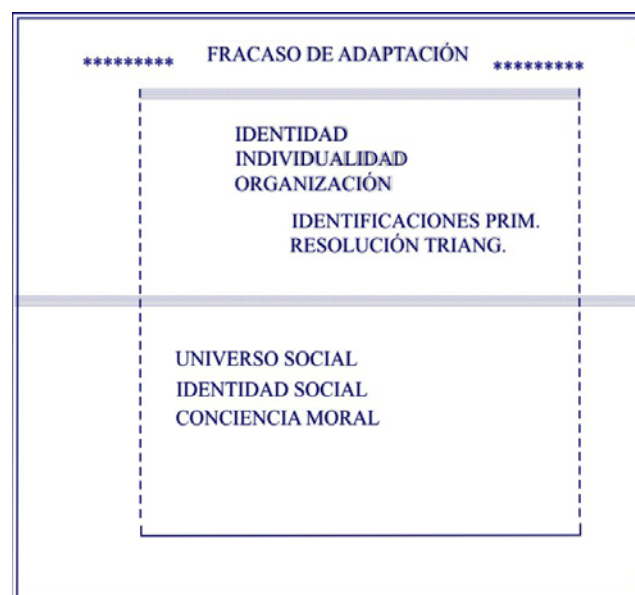 ********* FRACASO DE ADAPTACIÓN *********
IDENTIDAD
INDIVIDUALIDAD
ORGANIZACIÓN
IDENTIFICACIONES PRIM.
RESOLUCIÓN TRIANG.
UNIVERSO SOCIAL
IDENTIDAD SOCIAL
CONCIENCIA MORAL